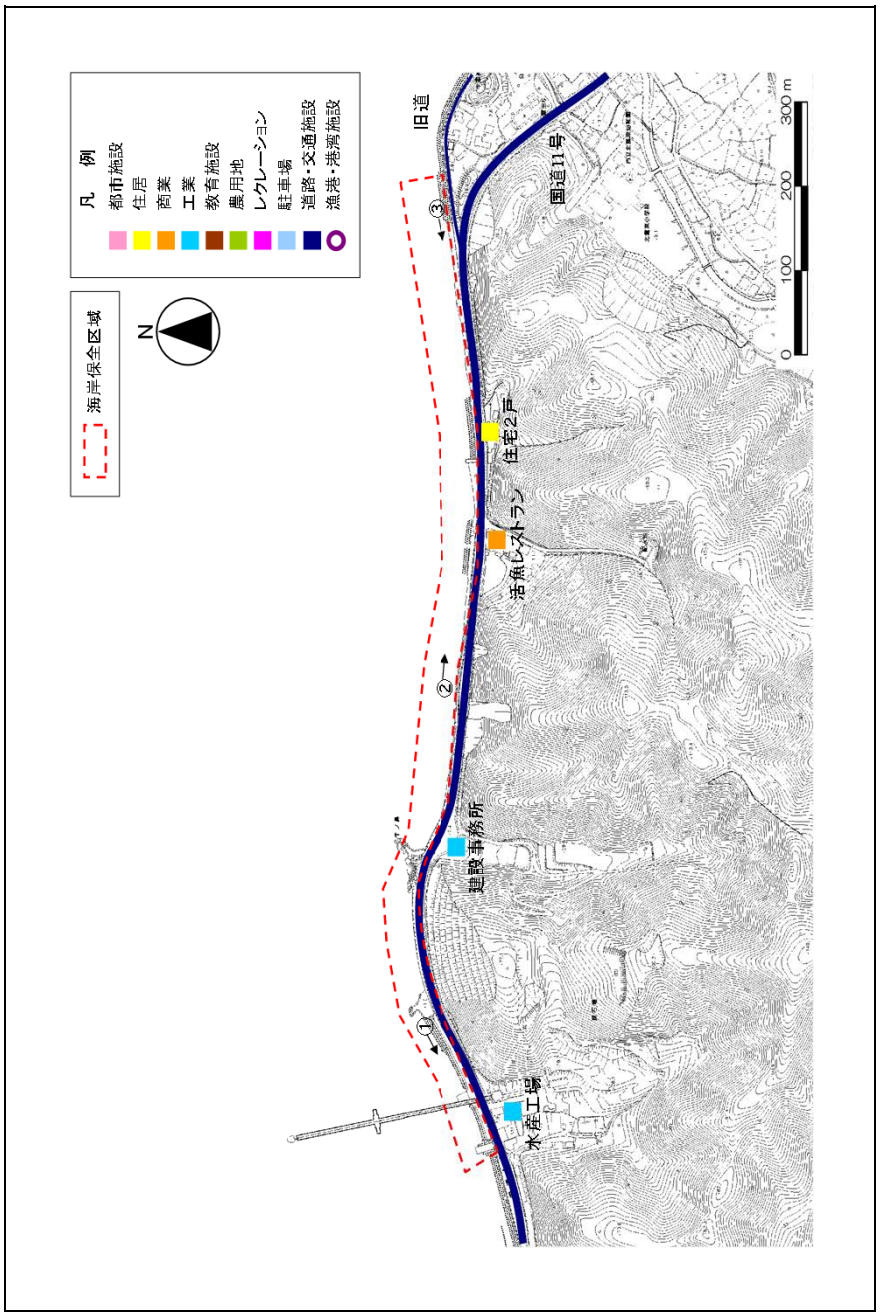 凡 例
都市施設
住居
商業
工業
教育施設
農用地
レクレーション
駐車場
道路・交通施設
漁港・港湾施設
海岸保全区域
N
旧道
国道11号
③
住宅2戸
活魚レストラン
②
建設事務所
①
水産工場
0
100
200
300 m